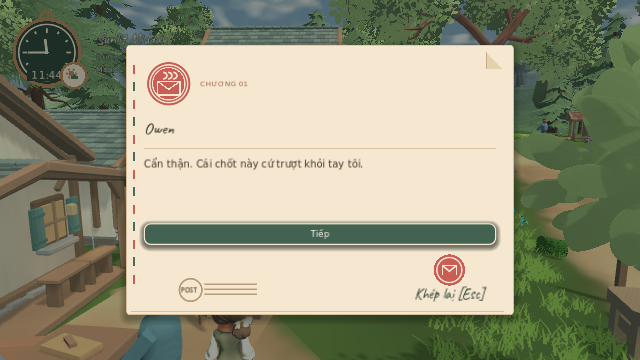 11:44
CHƯƠNG 01
Owen
Cẩn thận. Cái chốt này cứ trượt khỏi tay tôi.
Tiếp
POST
Khép lại [Esc]